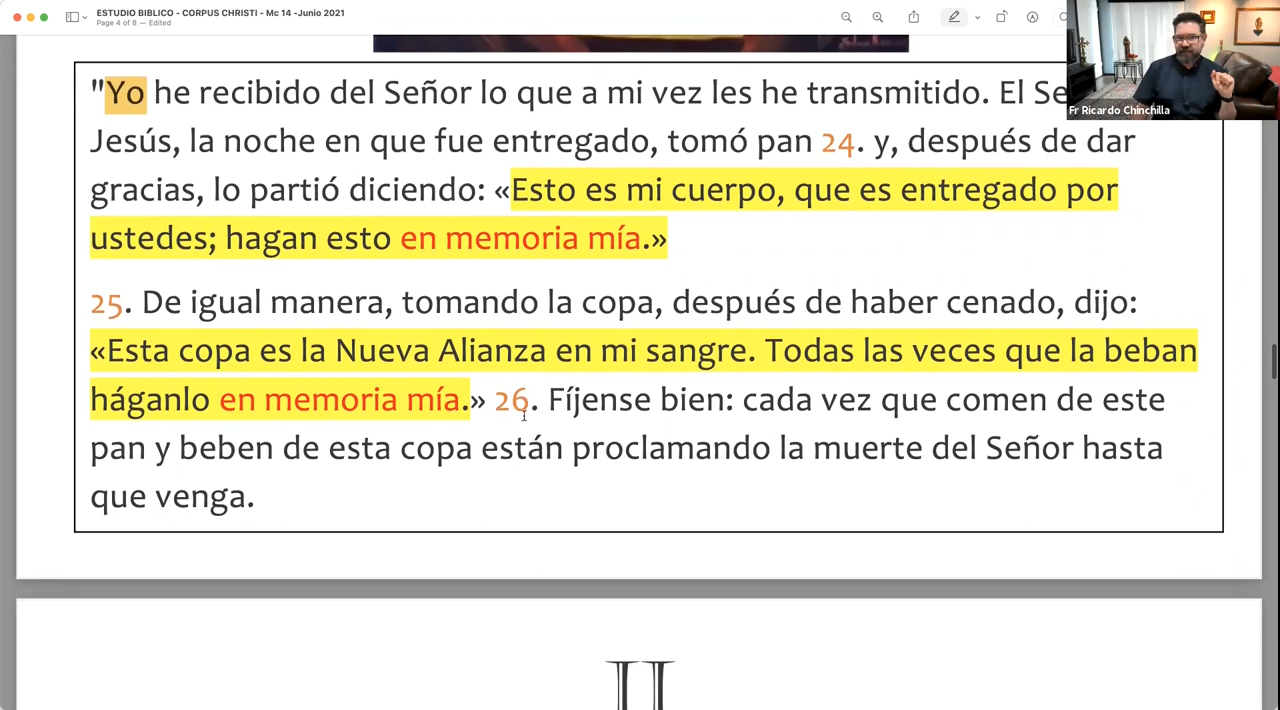 ESTUDIO BIBLICO - CORPUS CHRISTI - Mc 14 -Junio 2021
Page 4 of 8 — Edited
Fr Ricardo Chinchilla
"Yo he recibido del Señor lo que a mi vez les he transmitido. El
Jesús, la noche en que fue entregado, tomó pan 24. y, después de dar
gracias, lo partió diciendo: «Esto es mi cuerpo, que es entregado por
ustedes; hagan esto en memoria mía.»
25. De igual manera, tomando la copa, después de haber cenado, dijo:
«Esta copa es la Nueva Alianza en mi sangre. Todas las veces que la beban
háganlo en memoria mía.» 26. Fíjense bien: cada vez que comen de este
pan y beben de esta copa están proclamando la muerte del Señor hasta
que venga.
II